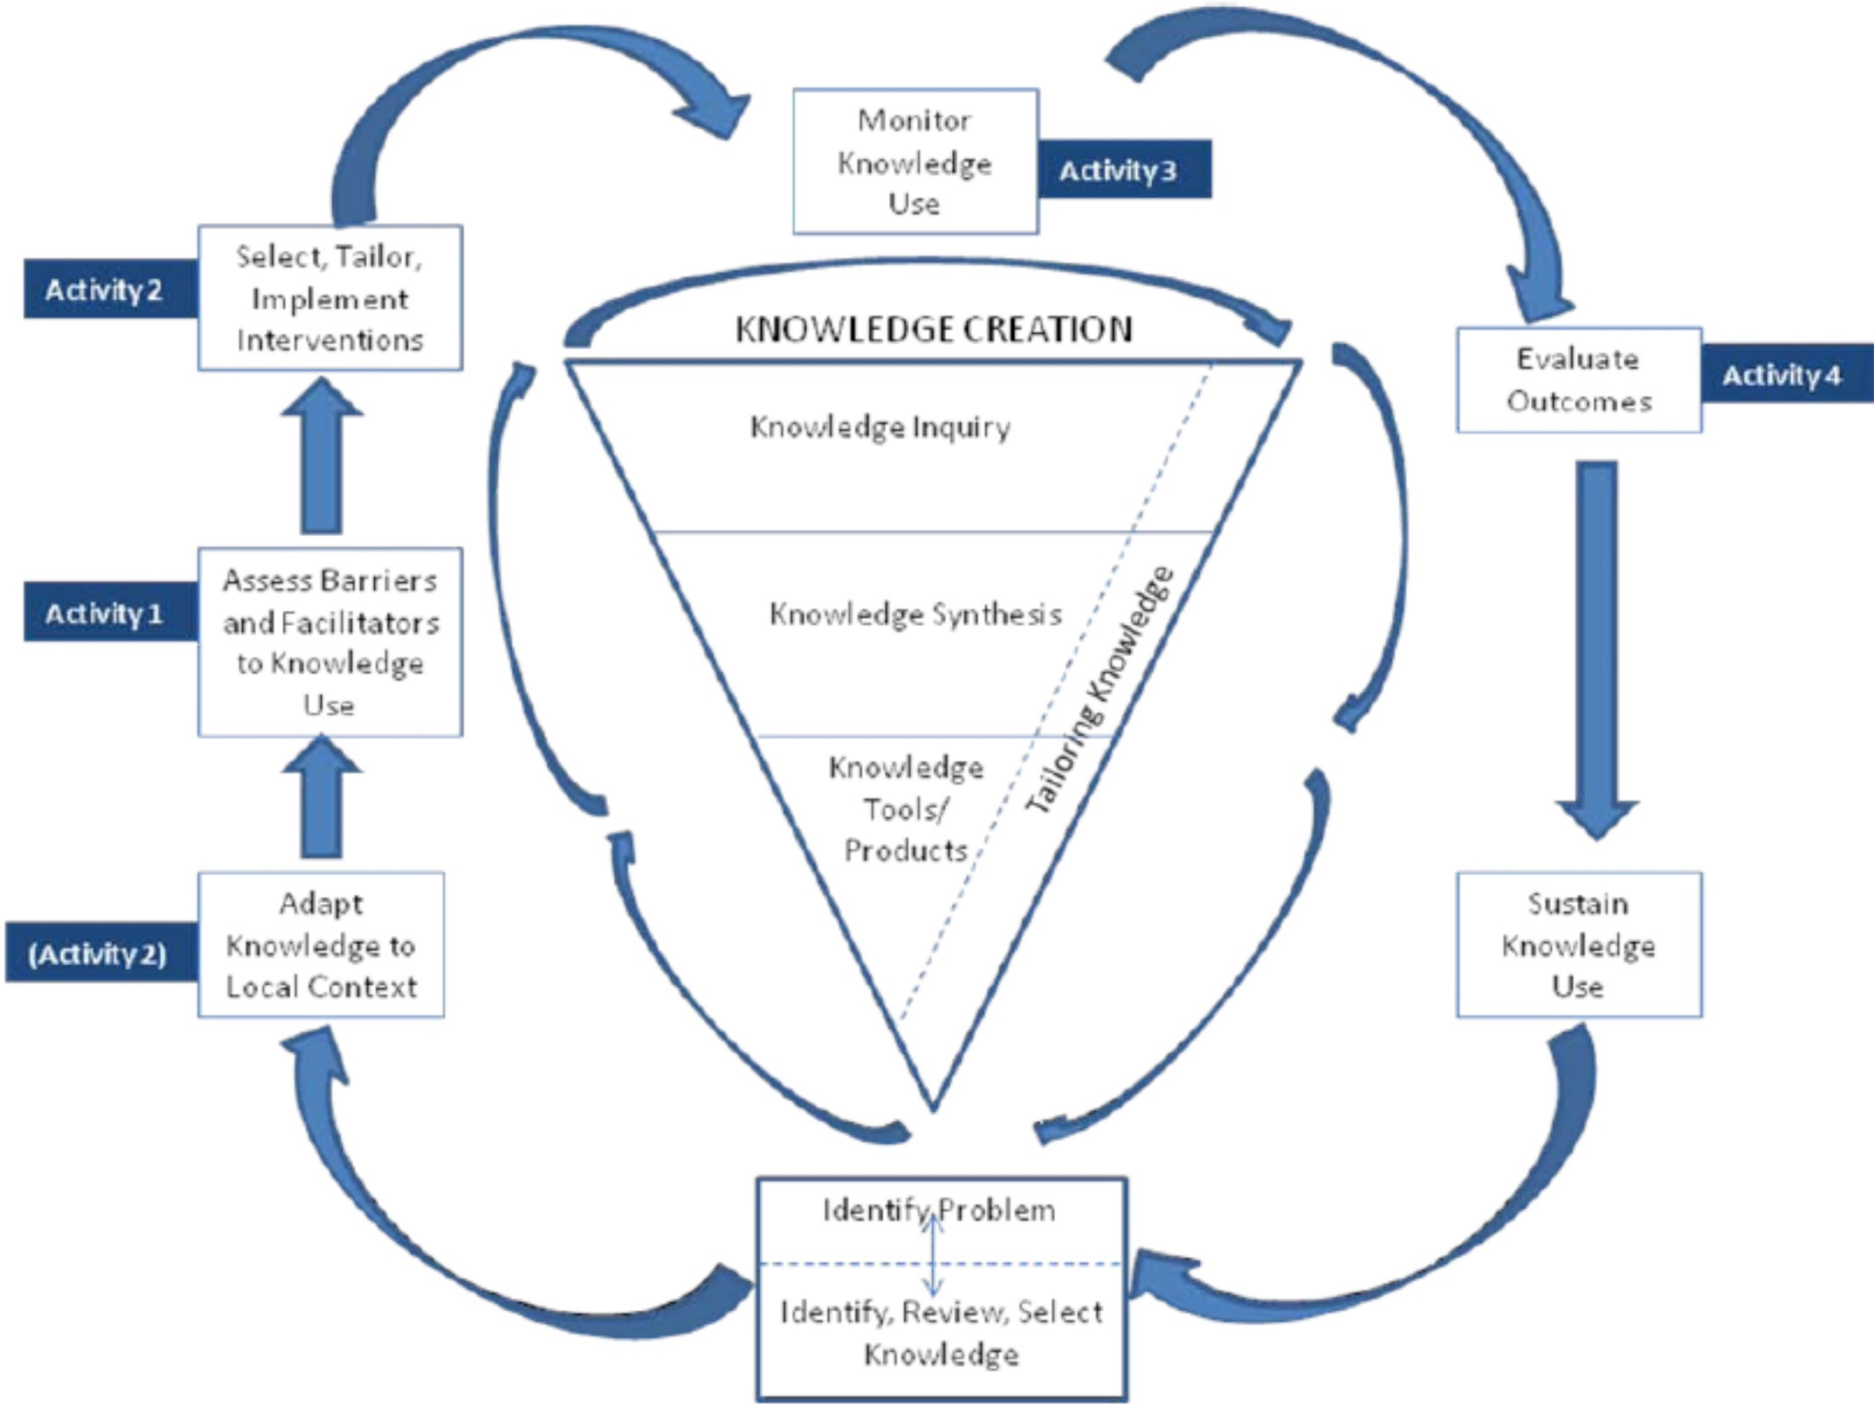 Monitor
Knowledge
Use
Activity 3
Select, Tailor,
Implement
Interventions
Activity 2
KNOWLEDGE CREATION
Evaluate
Outcomes
Activity 4
Knowledge Inquiry
Assess Barriers
and Facilitators
to Knowledge
Use
Activity 1
Knowledge Synthesis
Tailoring Knowledge
Knowledge
Tools/
Products
Adapt
Knowledge to
Local Context
(Activity 2)
Sustain
Knowledge
Use
Identify Problem
Identify, Review, Select
Knowledge